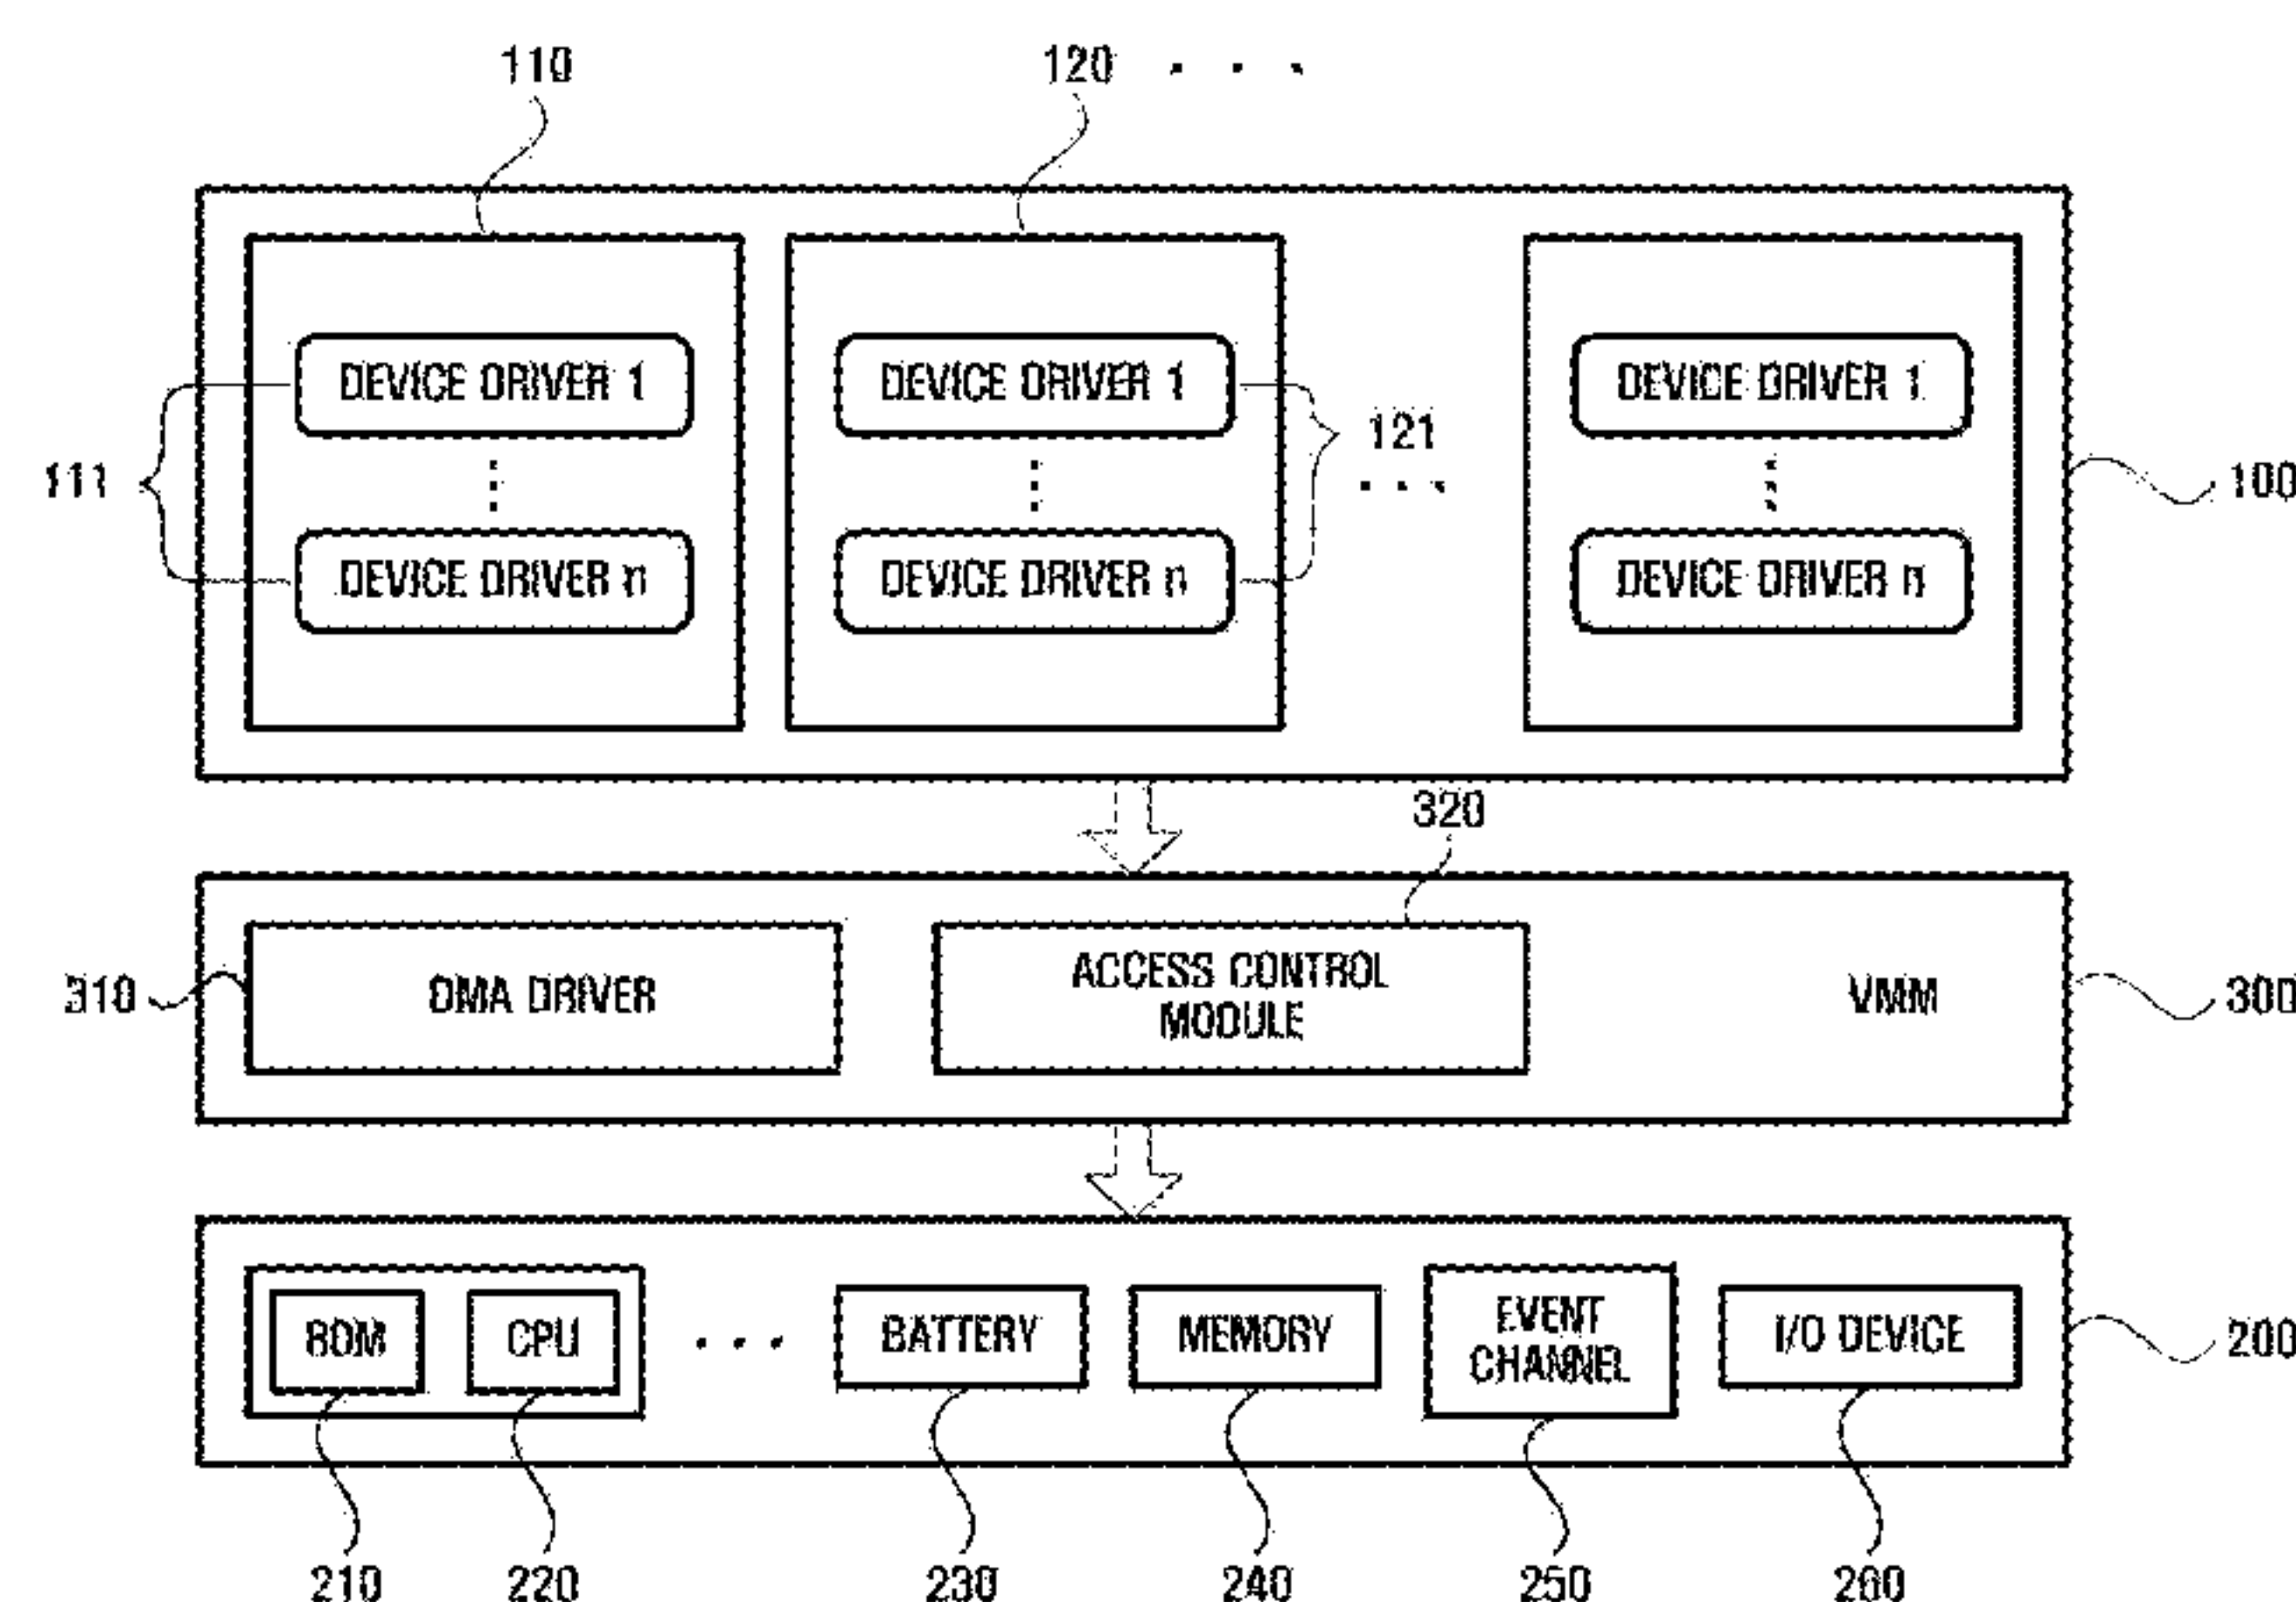 110
120 . . .
DEVICE DRIVER 1
DEVICE DRIVER 1
DEVICE DRIVER 1
111
121
. . .
100
DEVICE DRIVER n
DEVICE DRIVER n
DEVICE DRIVER n
320
310
DMA DRIVER
ACCESS CONTROL
MODULE
VMM
300
ROM
CPU
. . .
BATTERY
MEMORY
EVENT
CHANNEL
I/O DEVICE
200
210
220
230
240
250
260